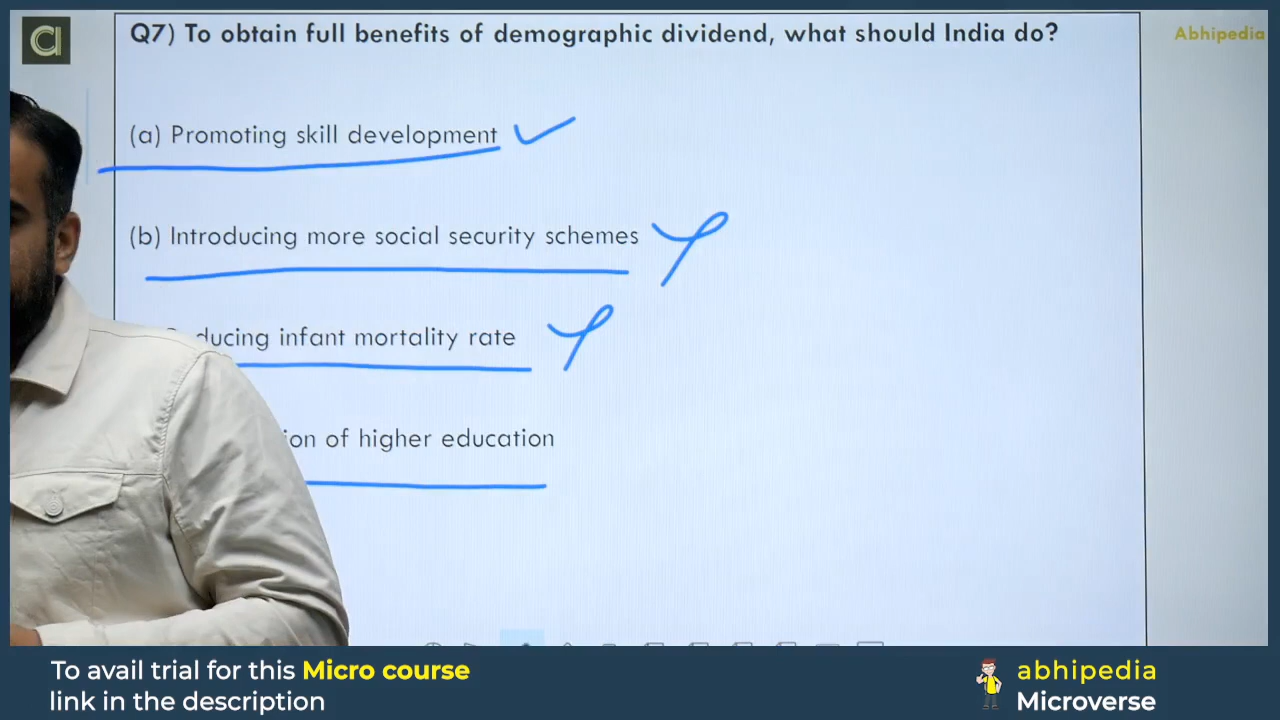 Q7) To obtain full benefits of demographic dividend, what should India do?
Abhipedia
(a) Promoting skill development
(b) Introducing more social security schemes
infant mortality rate
of higher education
To avail trial for this Micro course
link in the description
abhipedia
Microverse